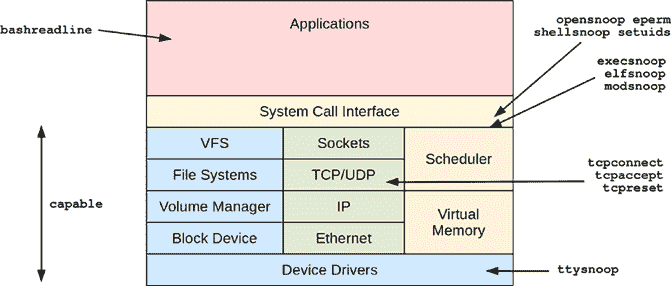 opensnoop eperm
bashreadline
Applications
shellsnoop setuids
execsnoop
elfsnoop
modsnoop
System Call Interface
VFS
Sockets
Scheduler
File Systems
TCP/UDP
tcpconnect
tcpaccept
tcpreset
capable
Volume Manager
IP
Virtual
Memory
Block Device
Ethernet
Device Drivers
ttysnoop